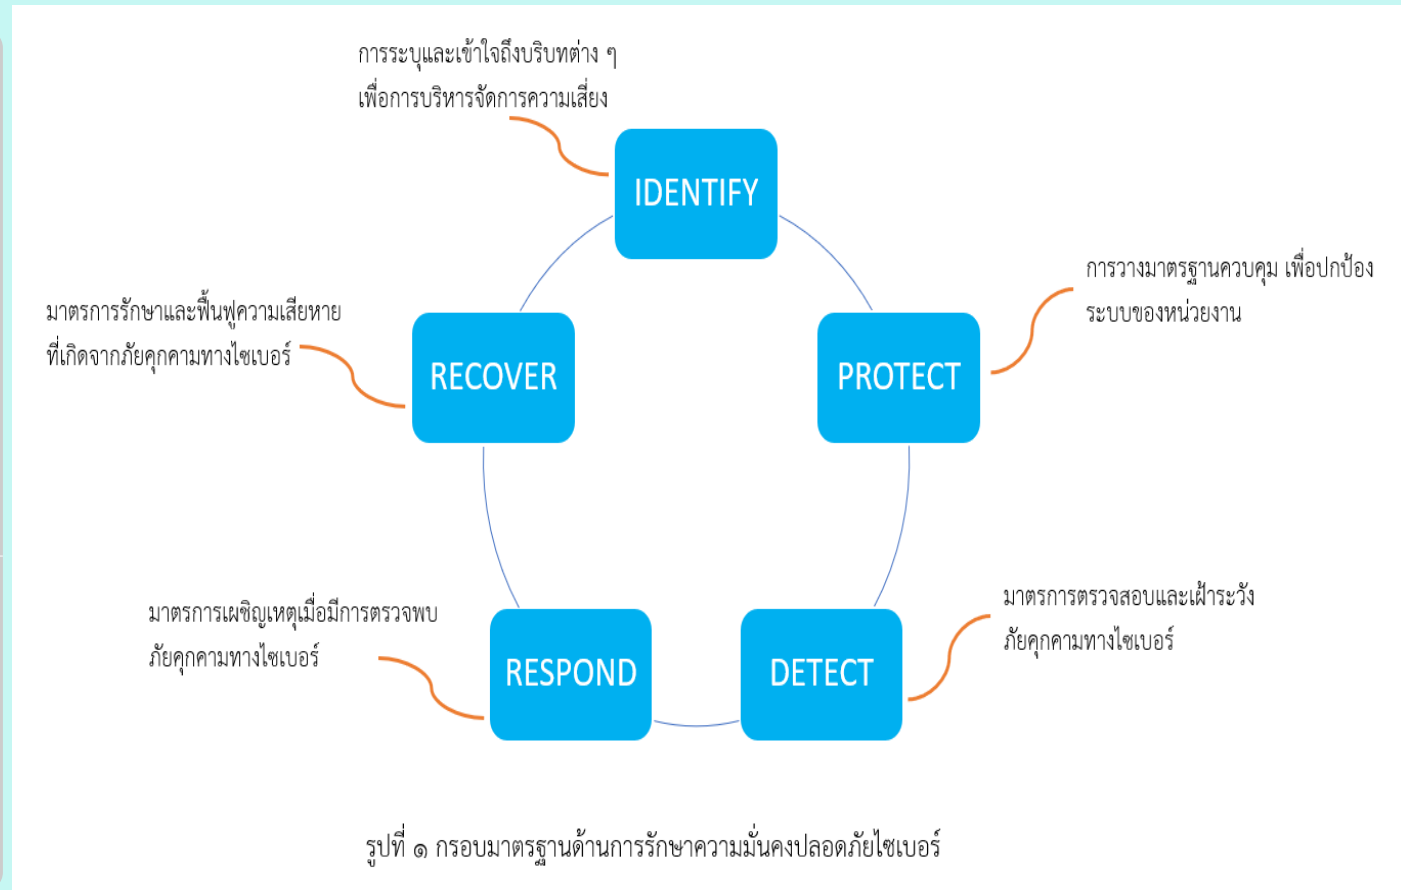 การระบุและเข้าใจถึงบริบทต่าง ๆ
เพื่อการบริหารจัดการความเสี่ยง
IDENTIFY
การวางมาตรฐานควบคุม เพื่อปกป้อง
ระบบของหน่วยงาน
PROTECT
มาตรการรักษาและฟื้นฟูความเสียหาย
ที่เกิดจากภัยคุกคามทางไซเบอร์
RECOVER
มาตรการตรวจสอบและเฝ้าระวัง
ภัยคุกคามทางไซเบอร์
DETECT
มาตรการเผชิญเหตุเมื่อมีการตรวจพบ
ภัยคุกคามทางไซเบอร์
RESPOND
รูปที่ ๑ กรอบมาตรฐานด้านการรักษาความมั่นคงปลอดภัยไซเบอร์